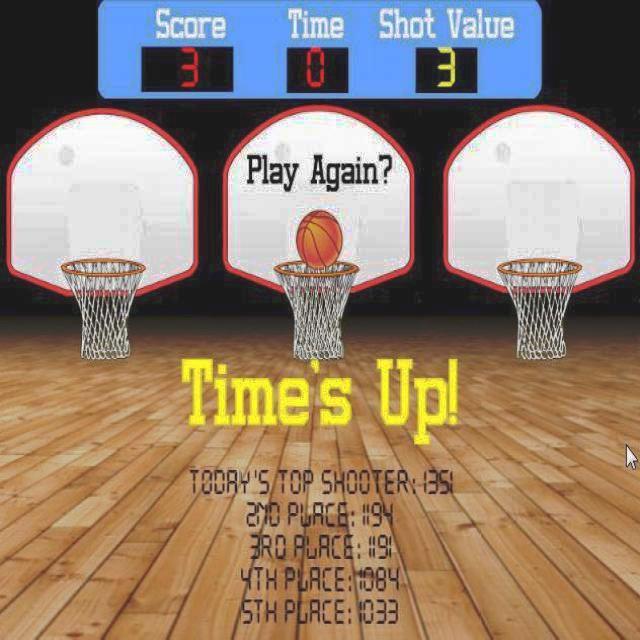 Score Time Shot Value
3 0 3
Play Again?
Time's Up!
TODAY'S TOP SHOOTER: 1351
2ND PLACE: 1194
3RD PLACE: 1191
4TH PLACE: 1084
5TH PLACE: 1033